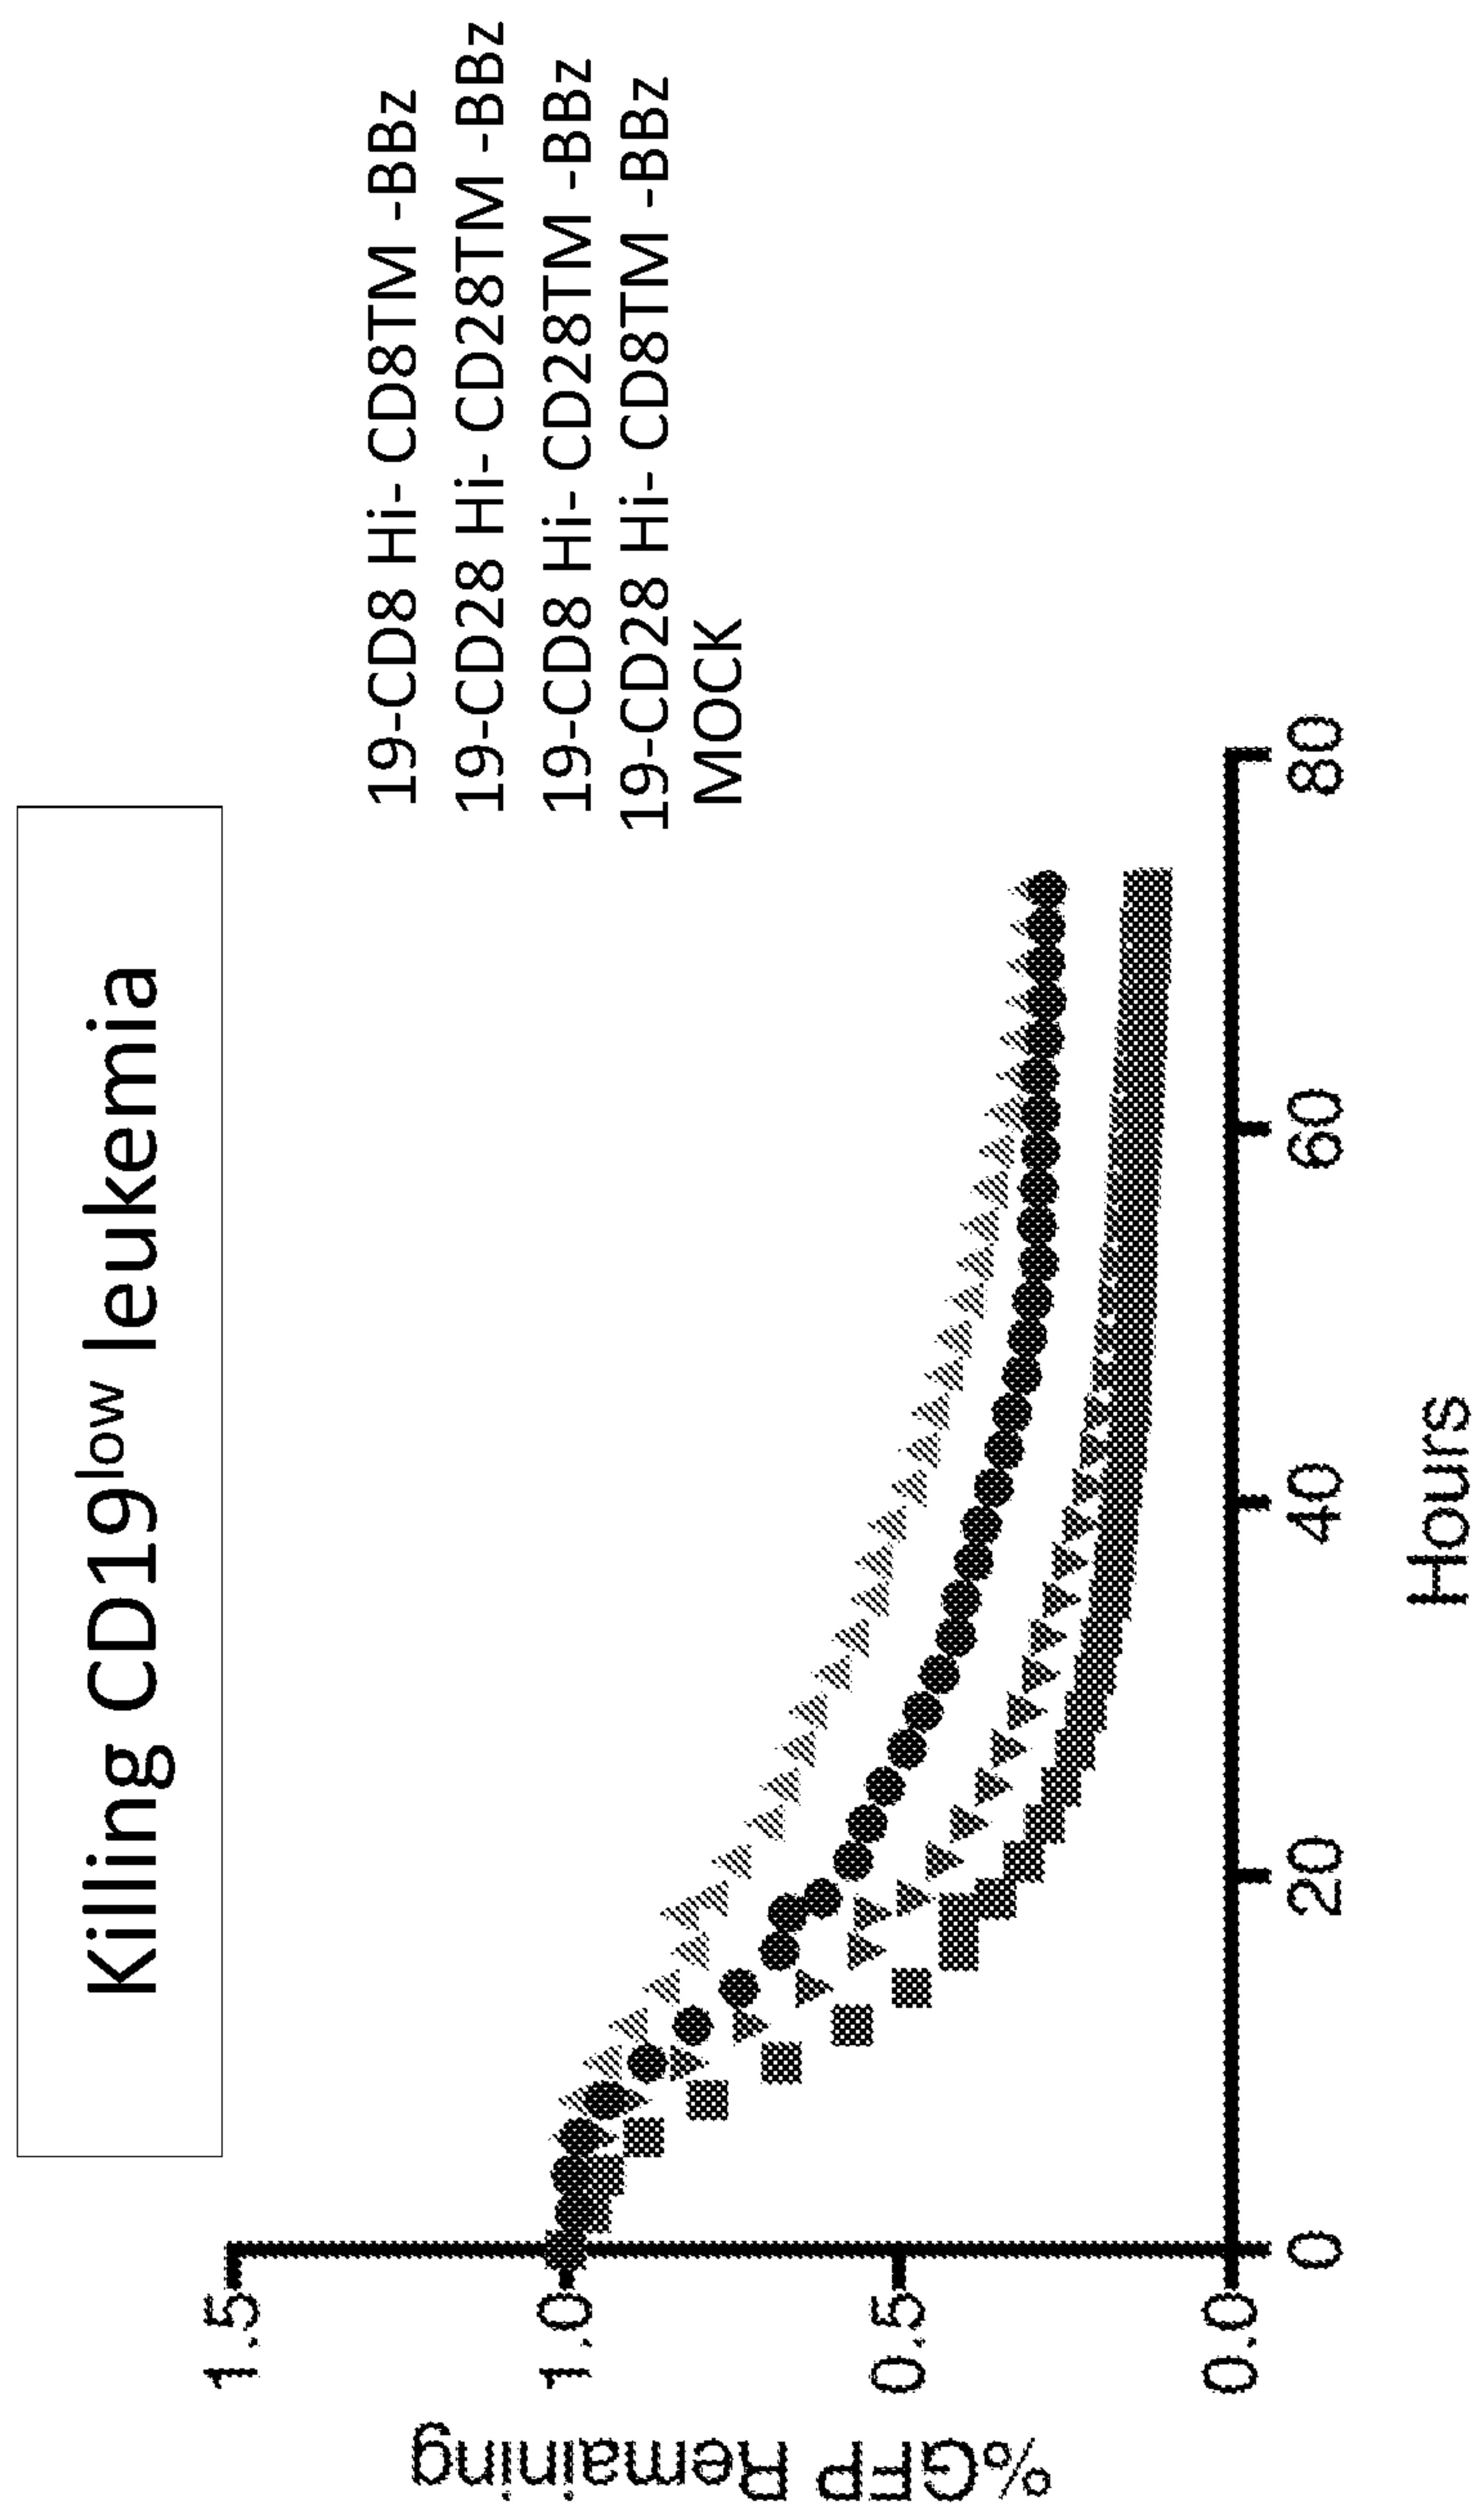 Killing CD19low leukemia
19-CD8 Hi- CD8TM -BBz
19-CD28 Hi- CD28TM -BBz
19-CD8 Hi- CD28TM -BBz
19-CD28 Hi- CD8TM -BBz
MOCK
%GFP Remaining
1.5
1.0
0.5
0.0
0
20
40
60
80
Hours